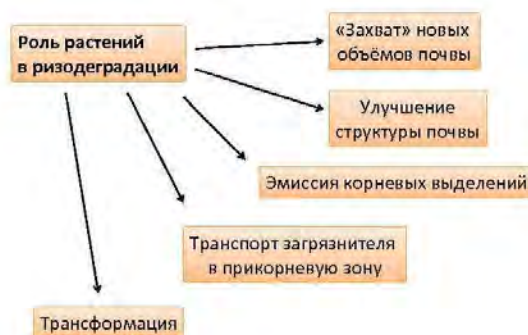 Роль растений
в ризодеградации
«Захват» новых
объёмов почвы
Улучшение
структуры почвы
Эмиссия корневых выделений
Транспорт загрязнителя
в прикорневую зону
Трансформация